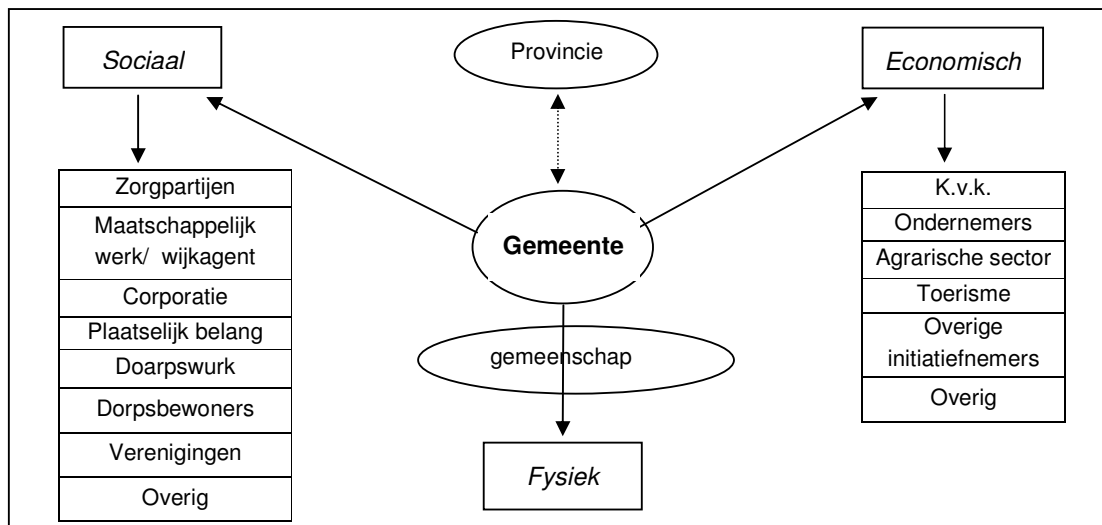 Sociaal
Provincie
Economisch
Zorgpartijen
Maatschappelijk
werk/ wijkagent
Corporatie
Plaatselijk belang
Doarpswurk
Dorpsbewoners
Verenigingen
Overig
Gemeente
gemeenschap
Fysiek
K.v.k.
Ondernemers
Agrarische sector
Toerisme
Overige
initiatiefnemers
Overig